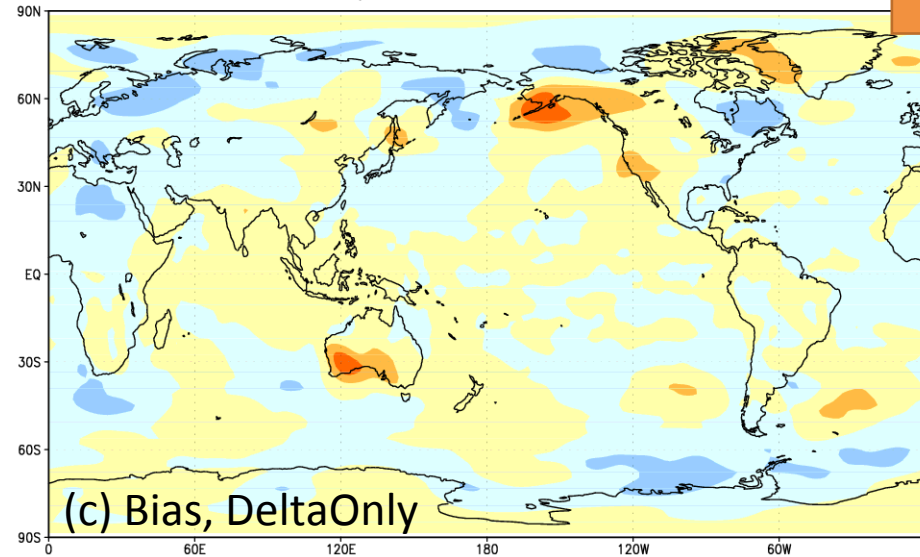 90N
60N
30N
EQ
30S
60S
(c) Bias, DeltaOnly
90S
0 60E 120E 180 120W 60W